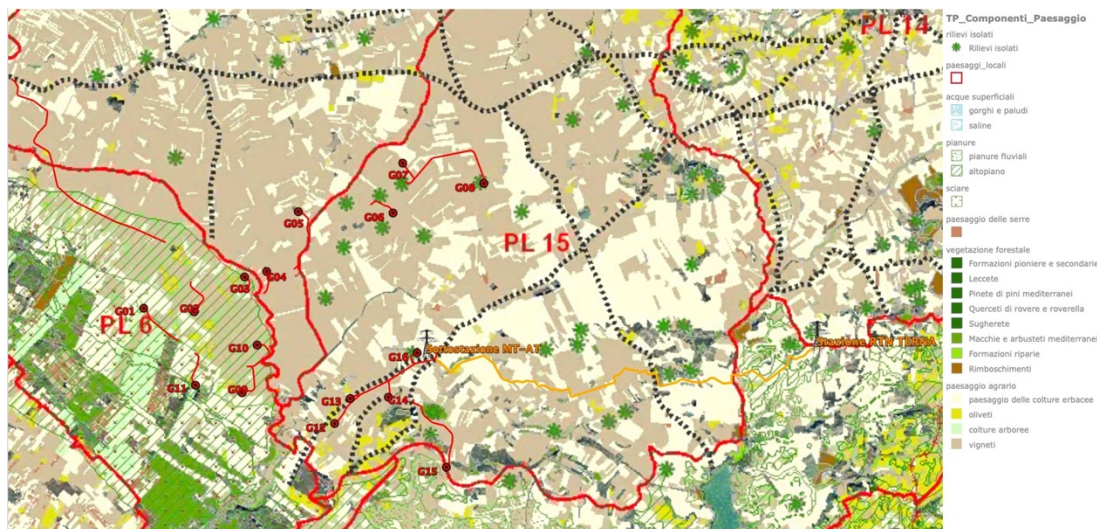 PL 14
G07
G08
G05
G06
PL 15
G04
G03
G01
PL 6
G10
G16
Sottostazione MT-AT
Stazione RTN TERNA
G11
G09
G13
G14
G12
G15
TP_Componenti_Paesaggio
rilievi isolati
Rilievi isolati
paesaggi_locali
acque superficiali
gorghi e paludi
saline
pianure
pianure fluviali
altopiano
sciare
paesaggio delle serre
vegetazione forestale
Formazioni pioniere e secondarie
Leccete
Pinete di pini mediterranei
Querceti di rovere e roverella
Sugherete
Macchie e arbusteti mediterranei
Formazioni riparie
Rimboschimenti
paesaggio agrario
paesaggio delle colture erbacee
oliveti
colture arboree
vigneti